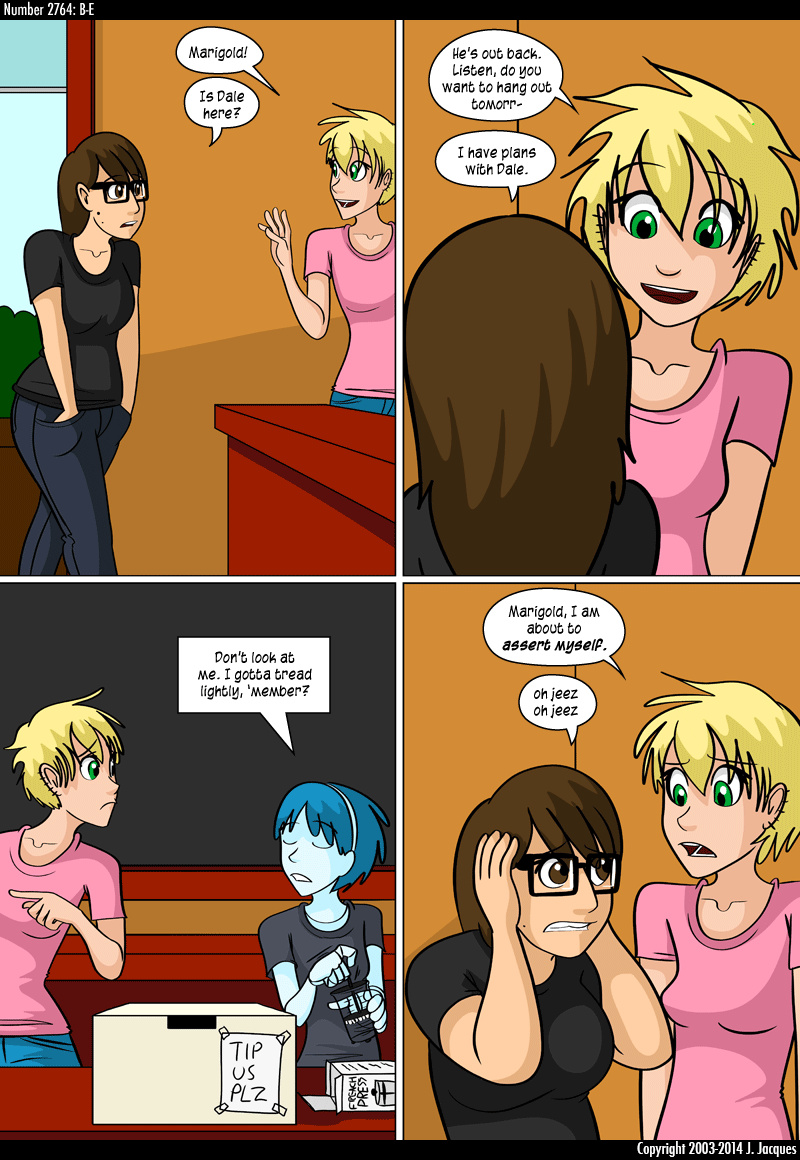 Number 2764: B-E
Marigold!
Is Dale
here?
He's out back.
Listen, do you
want to hang out
tomorr-
I have plans
with Dale.
Don't look at
me. I gotta tread
lightly, 'member?
TIP
US
PLZ
FRENCH
PRESS
Marigold, I am
about to
assert myself.
oh jeez
oh jeez
Copyright 2003-2014 J. Jacques